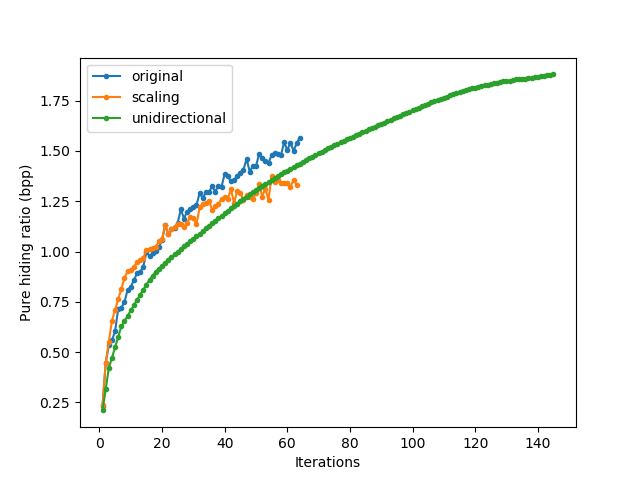 original
scaling
unidirectional
Pure hiding ratio (bpp)
1.75
1.50
1.25
1.00
0.75
0.50
0.25
0 20 40 60 80 100 120 140
Iterations